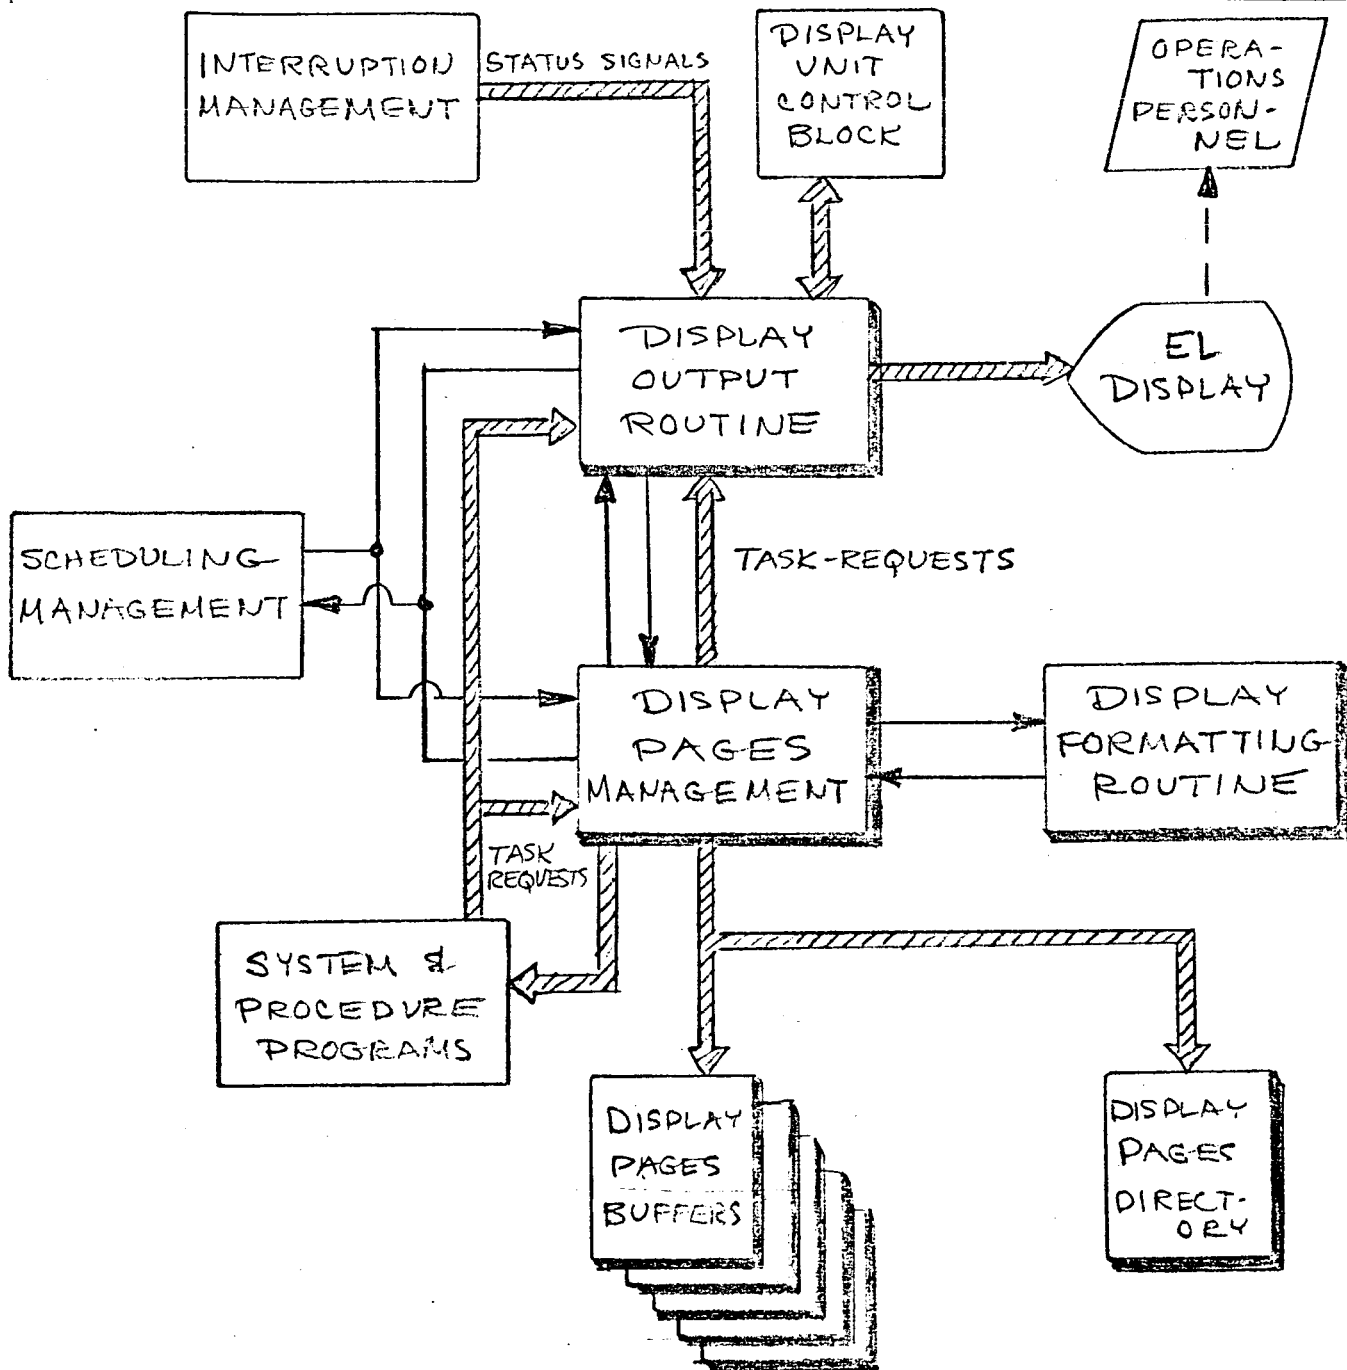 INTERRUPTION
MANAGEMENT
STATUS SIGNALS
DISPLAY
UNIT
CONTROL
BLOCK
OPERA-
TIONS
PERSON-
NEL
DISPLAY
OUTPUT
ROUTINE
EL
DISPLAY
SCHEDULING
MANAGEMENT
TASK-REQUESTS
DISPLAY
PAGES
MANAGEMENT
DISPLAY
FORMATTING
ROUTINE
TASK
REQUESTS
SYSTEM &
PROCEDURE
PROGRAMS
DISPLAY
PAGES
BUFFERS
DISPLAY
PAGES
DIRECT-
ORY